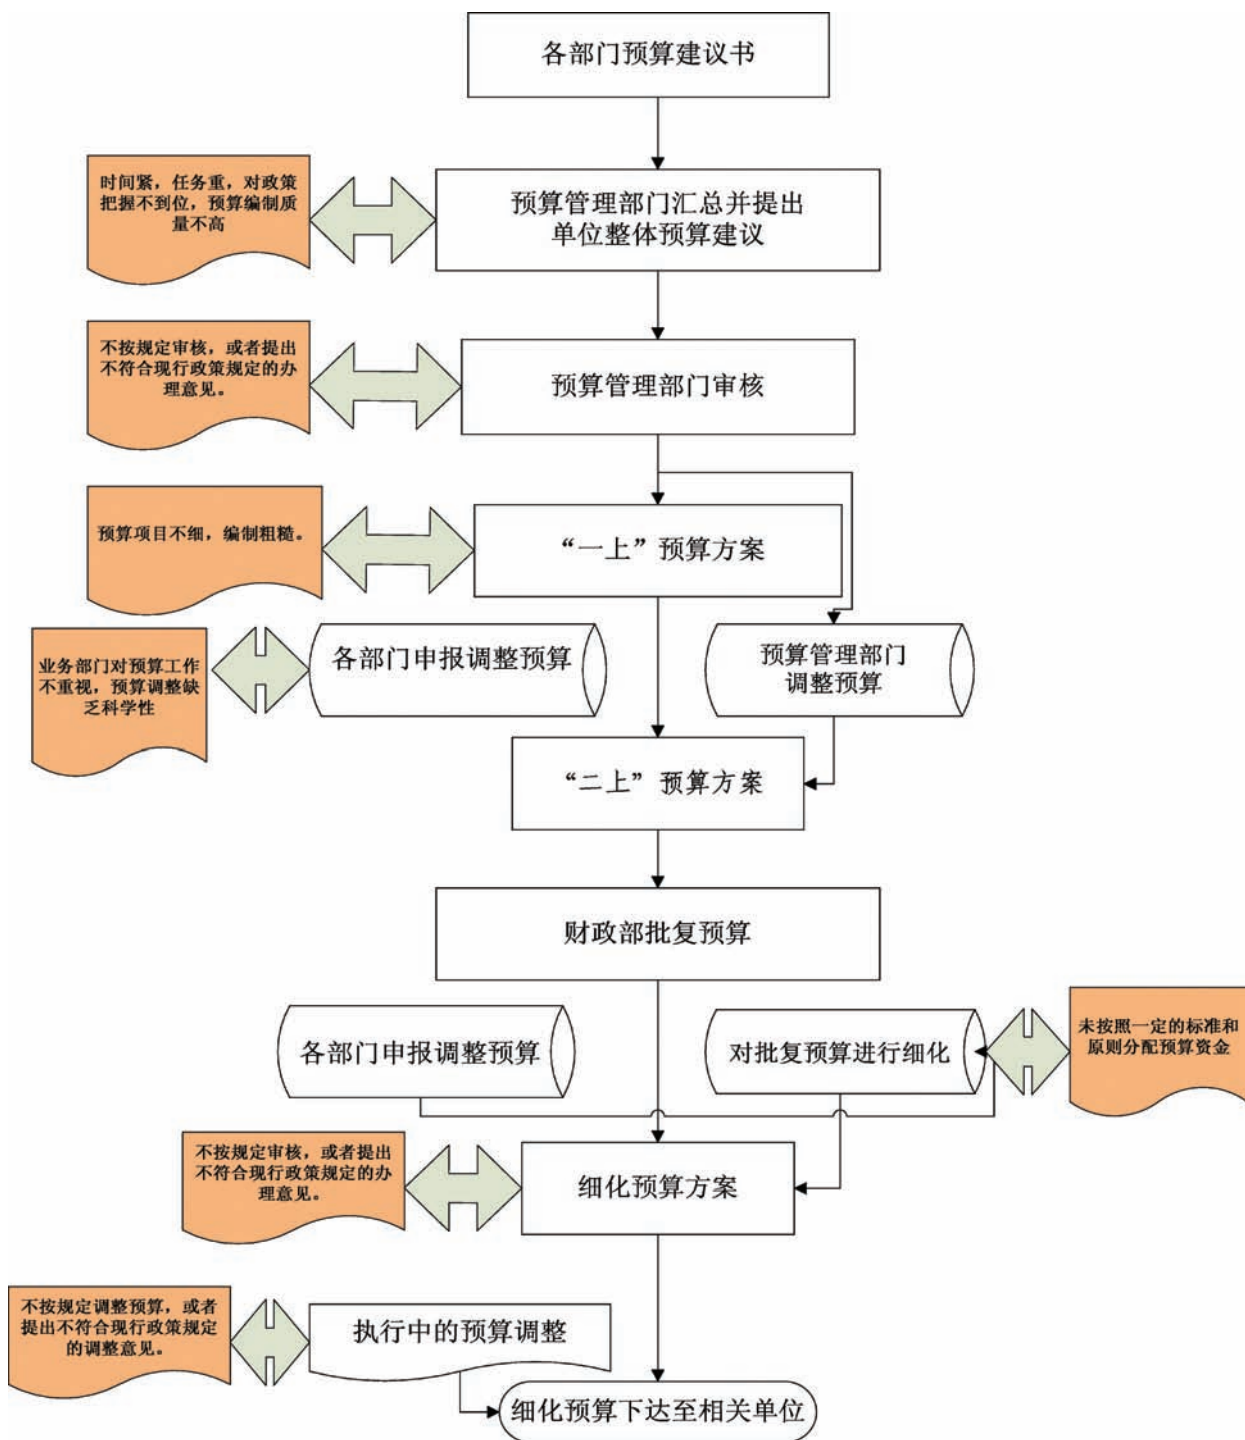 各部门预算建议书
时间紧，任务重，对政策
把握不到位，预算编制质
量不高
预算管理部门汇总并提出
单位整体预算建议
不按规定审核，或者提出
不符合现行政策规定的办
理意见。
预算管理部门审核
预算项目不细，编制粗糙。
“一上”预算方案
业务部门对预算工作
不重视，预算调整缺
乏科学性
各部门申报调整预算
预算管理部门
调整预算
“二上”预算方案
财政部批复预算
各部门申报调整预算
对批复预算进行细化
未按照一定的标准和
原则分配预算资金
不按规定审核，或者提出
不符合现行政策规定的办
理意见。
细化预算方案
不按规定调整预算，或者
提出不符合现行政策规定
的调整意见。
执行中的预算调整
细化预算下达至相关单位